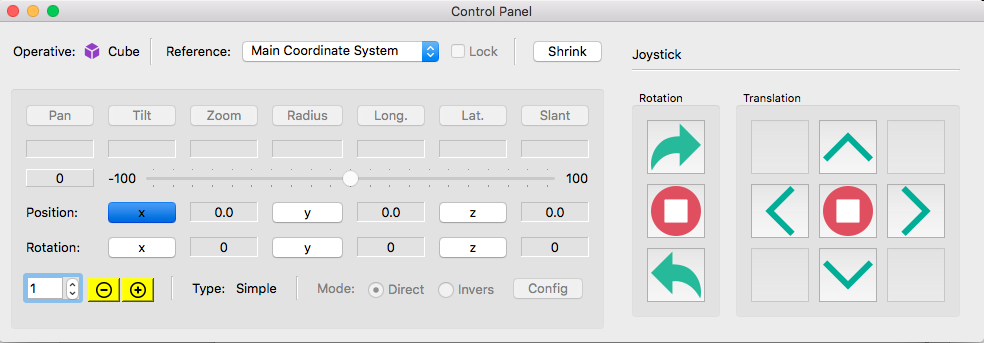 Control Panel
Operative: Cube Reference: Main Coordinate System Lock Shrink
Joystick
Rotation Translation
Pan Tilt Zoom Radius Long. Lat. Slant
0 -100 100
Position: x 0.0 y 0.0 z 0.0
Rotation: x 0 y 0 z 0
1 Type: Simple Mode: Direct Invers Config